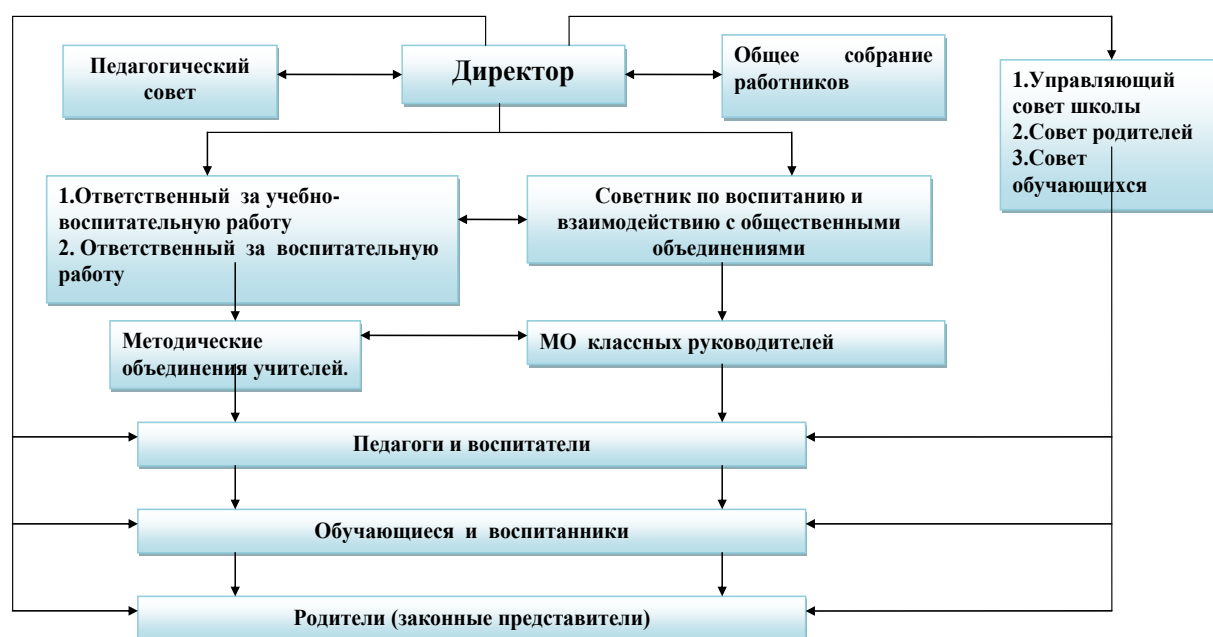 Педагогический
совет
Директор
Общее собрание
работников
1.Управляющий
совет школы
2.Совет родителей
3.Совет
обучающихся
1.Ответственный за учебно-
воспитательную работу
2. Ответственный за воспитательную
работу
Советник по воспитанию и
взаимодействию с общественными
объединениями
Методические
объединения учителей.
МО классных руководителей
Педагоги и воспитатели
Обучающиеся и воспитанники
Родители (законные представители)